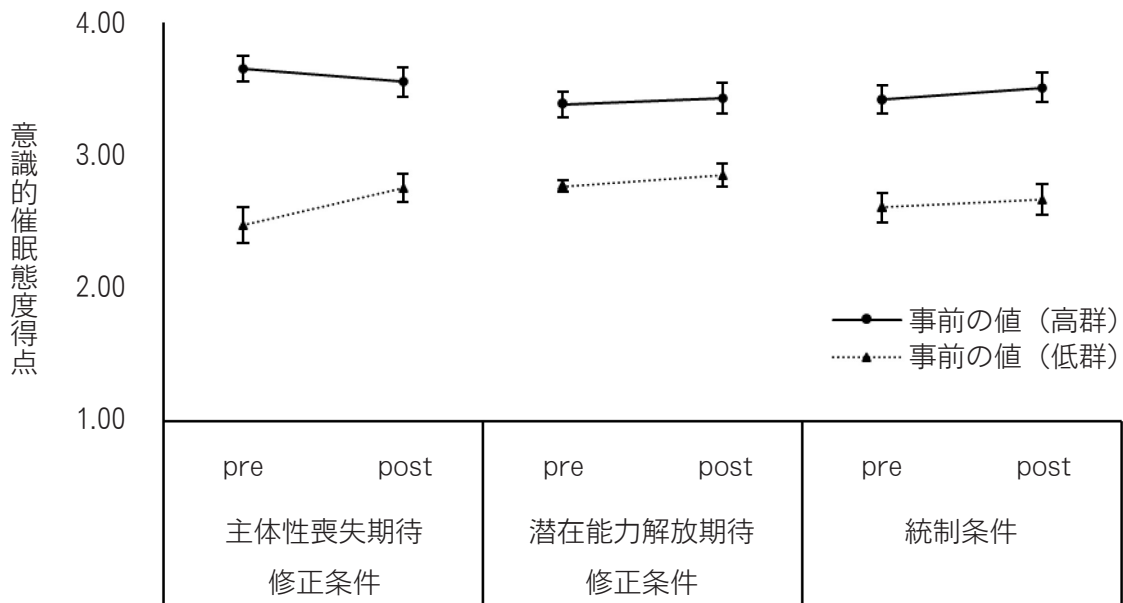 4.00
3.00
2.00
1.00
意識的催眠態度得点
事前の値（高群）
事前の値（低群）
pre post pre post pre post
主体性喪失期待 潜在能力解放期待 統制条件
修正条件 修正条件